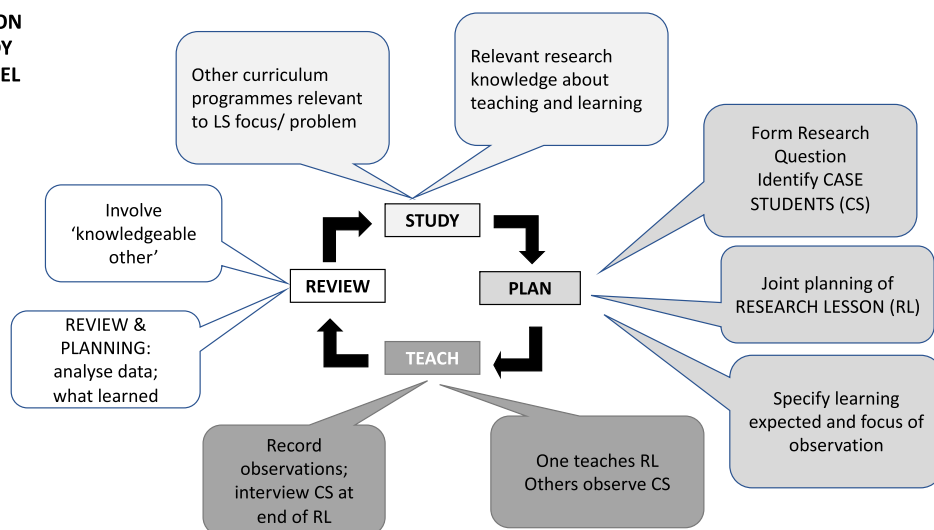 ON
DY
EL
Other curriculum
programmes relevant
to LS focus/ problem
Relevant research
knowledge about
teaching and learning
Form Research
Question
Identify CASE
STUDENTS (CS)
Involve
‘knowledgeable
other’
STUDY
REVIEW
PLAN
Joint planning of
RESEARCH LESSON (RL)
REVIEW &
PLANNING:
analyse data;
what learned
TEACH
Specify learning
expected and focus of
observation
Record
observations;
interview CS at
end of RL
One teaches RL
Others observe CS